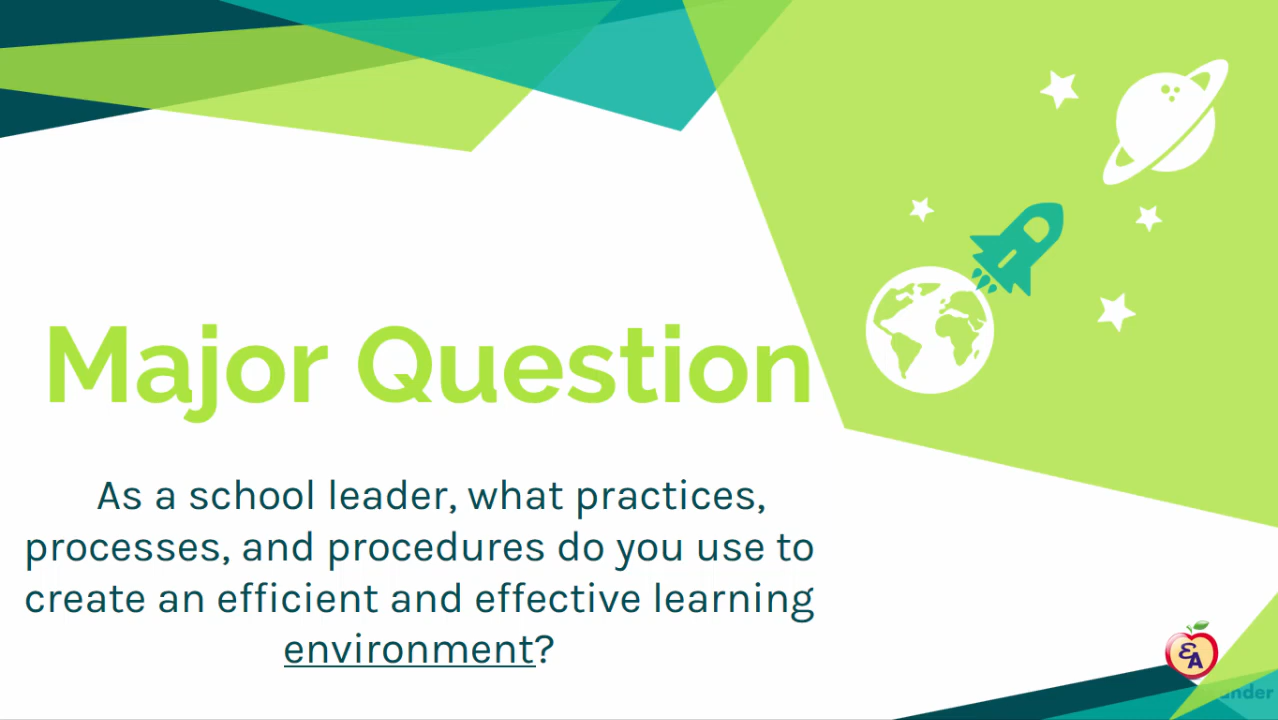 Major Question
As a school leader, what practices,
processes, and procedures do you use to
create an efficient and effective learning
environment?
EA